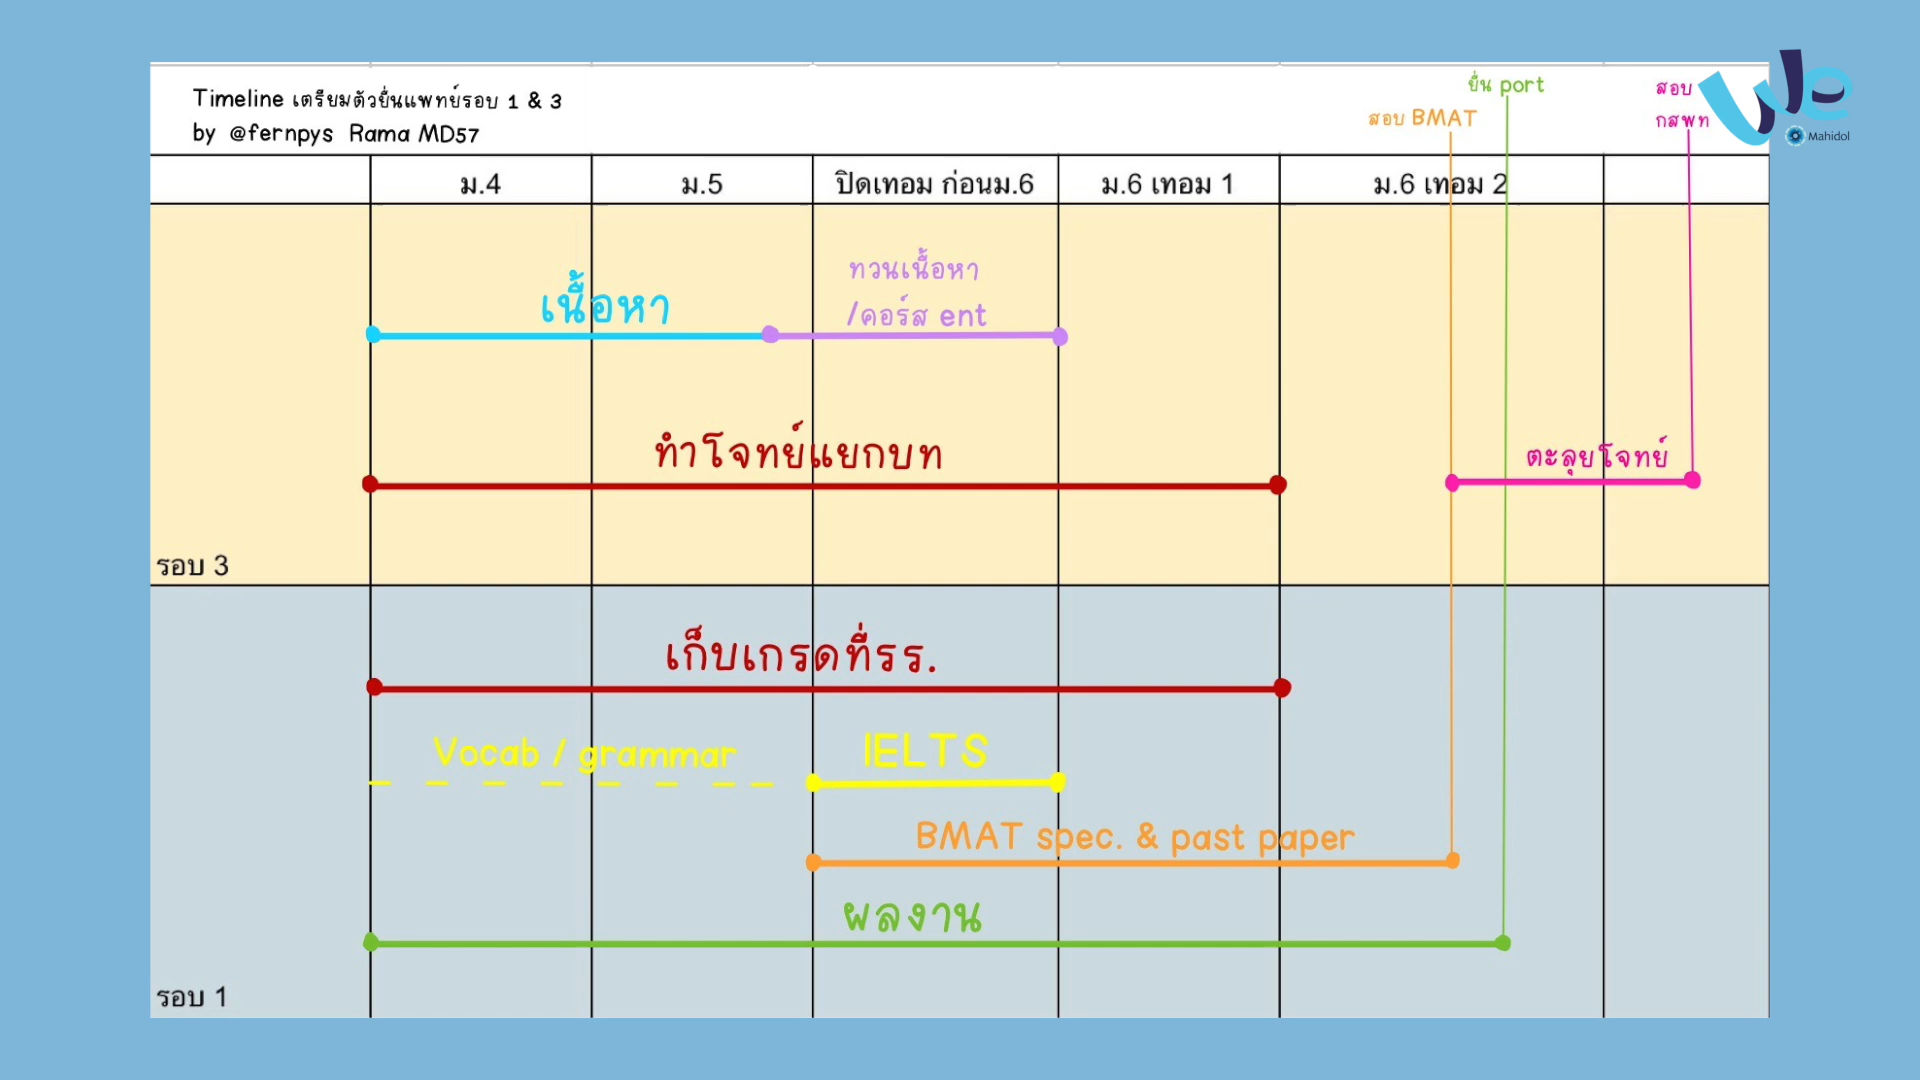 Timeline เตรียมตัวยื่นแพทย์รอบ 1 & 3
by @fernpys Rama MD57
สอบ BMAT
ยื่น port
สอบ
กสพท
We
Mahidol
ม.4
ม.5
ปิดเทอม ก่อนม.6
ม.6 เทอม 1
ม.6 เทอม 2
เนื้อหา
ทวนเนื้อหา
/คอร์ส ent
ทำโจทย์แยกบท
ตะลุยโจทย์
รอบ 3
เก็บเกรดที่รร.
Vocab / grammar
IELTS
BMAT spec. & past paper
ผลงาน
รอบ 1